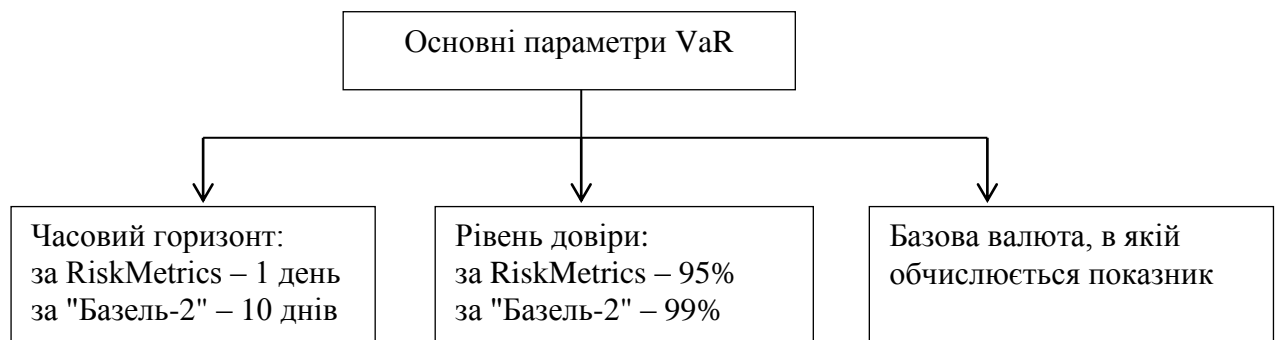 Основні параметри VaR
Часовий горизонт:
за RiskMetrics – 1 день
за "Базель-2" – 10 днів
Рівень довіри:
за RiskMetrics – 95%
за "Базель-2" – 99%
Базова валюта, в якій
обчислюється показник